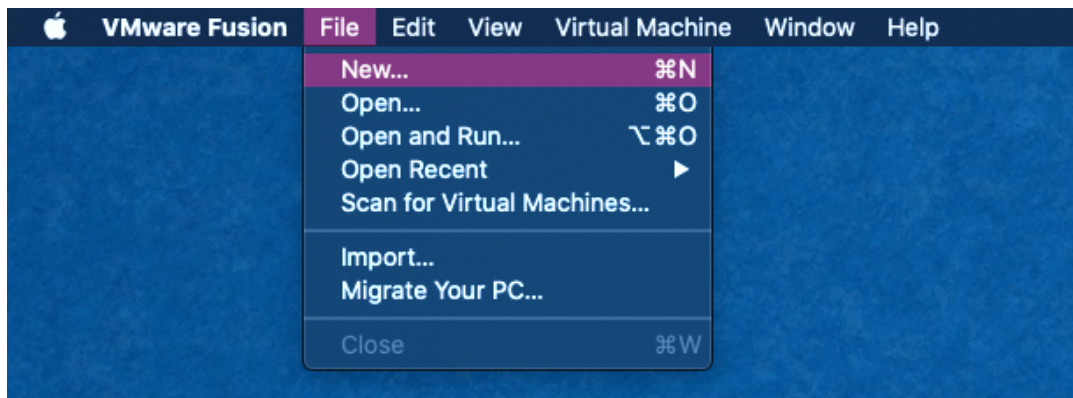 VMware Fusion File Edit View Virtual Machine Window Help
New... ⌘N
Open... ⌘O
Open and Run... ⌥⌘O
Open Recent ▶
Scan for Virtual Machines...
Import...
Migrate Your PC...
Close ⌘W